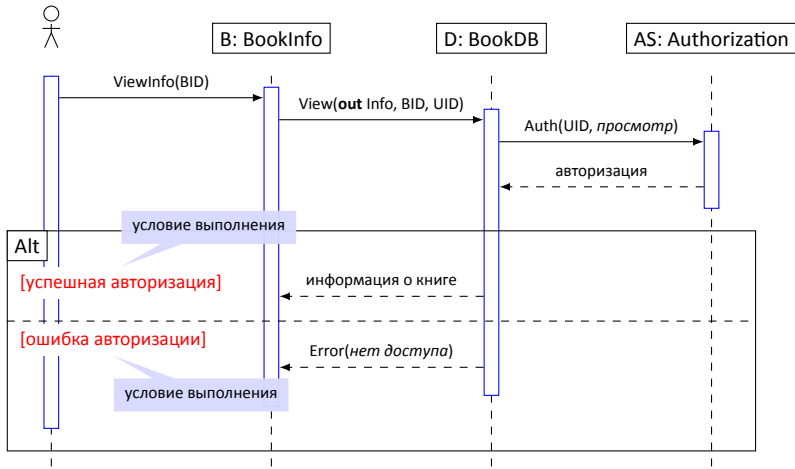 B: BookInfo
D: BookDB
AS: Authorization
ViewInfo(BID)
View(out Info, BID, UID)
Auth(UID, просмотр)
авторизация
условие выполнения
Alt
[успешная авторизация]
информация о книге
[ошибка авторизации]
Error(нет доступа)
условие выполнения